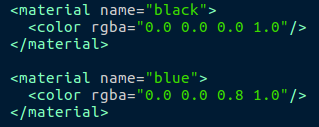 <material name="black">
  <color rgba="0.0 0.0 0.0 1.0"/>
</material>

<material name="blue">
  <color rgba="0.0 0.0 0.8 1.0"/>
</material>